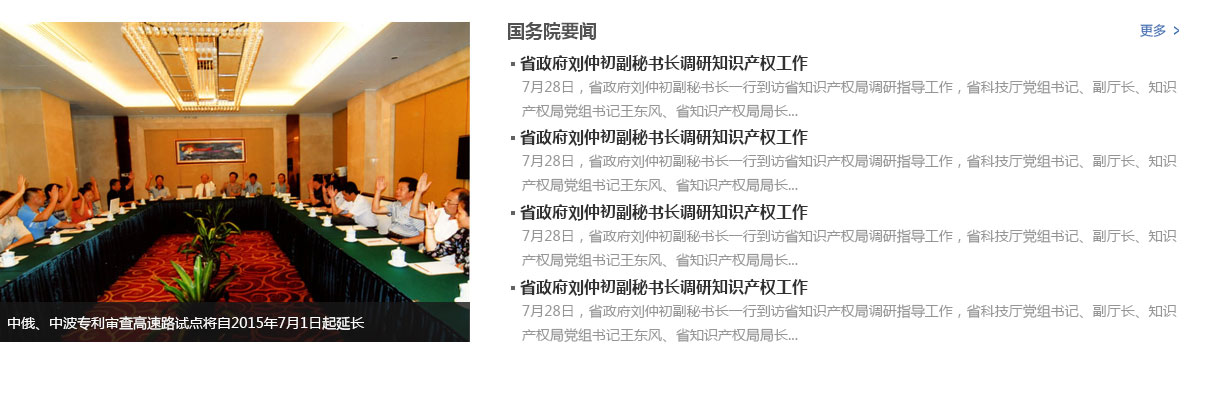 中俄、中波专利审查高速路试点将自2015年7月1日起延长
国务院要闻
更多 >
省政府刘仲初副秘书长调研知识产权工作
7月28日，省政府刘仲初副秘书长一行到访省知识产权局调研指导工作，省科技厅党组书记、副厅长、知识
产权局党组书记王东风、省知识产权局局长...
省政府刘仲初副秘书长调研知识产权工作
7月28日，省政府刘仲初副秘书长一行到访省知识产权局调研指导工作，省科技厅党组书记、副厅长、知识
产权局党组书记王东风、省知识产权局局长...
省政府刘仲初副秘书长调研知识产权工作
7月28日，省政府刘仲初副秘书长一行到访省知识产权局调研指导工作，省科技厅党组书记、副厅长、知识
产权局党组书记王东风、省知识产权局局长...
省政府刘仲初副秘书长调研知识产权工作
7月28日，省政府刘仲初副秘书长一行到访省知识产权局调研指导工作，省科技厅党组书记、副厅长、知识
产权局党组书记王东风、省知识产权局局长...